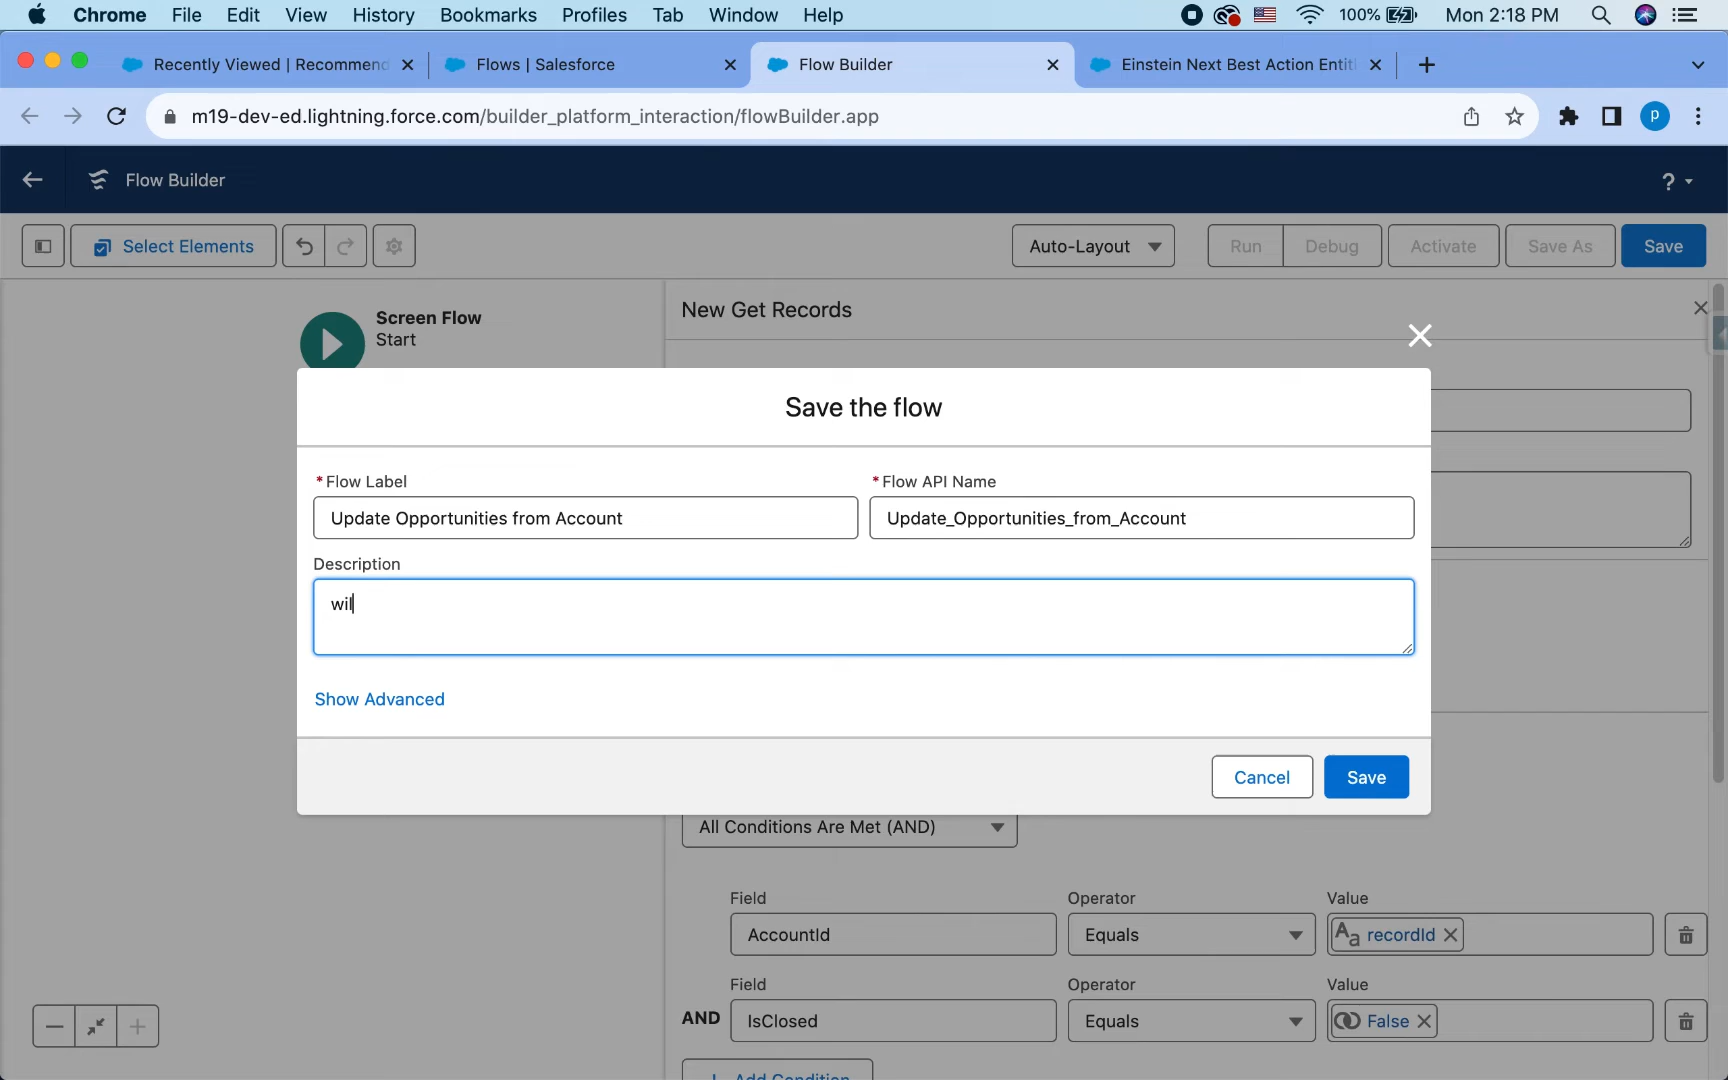 Chrome File Edit View History Bookmarks Profiles Tab Window Help 100% Mon 2:18 PM
Recently Viewed | Recommend Flows | Salesforce Flow Builder Einstein Next Best Action Entit
m19-dev-ed.lightning.force.com/builder_platform_interaction/flowBuilder.app P
Flow Builder ?
Select Elements Auto-Layout Run Debug Activate Save As Save
Screen Flow
Start
New Get Records
Save the flow
*Flow Label *Flow API Name
Update Opportunities from Account Update_Opportunities_from_Account
Description
wil
Show Advanced
Cancel Save
All Conditions Are Met (AND)
Field Operator Value
AccountId Equals Aa recordId
Field Operator Value
AND IsClosed Equals False
+ Add Condition